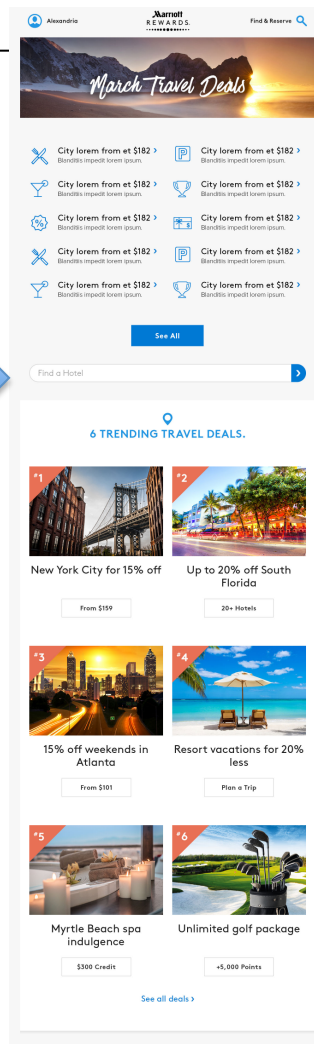 Alexandria
Marriott
REWARDS.
Find & Reserve
March Travel Deals
City lorem from et $182 >
Blanditiis impedit lorem ipsum.
P
City lorem from et $182 >
Blanditiis impedit lorem ipsum.
City lorem from et $182 >
Blanditiis impedit lorem ipsum.
City lorem from et $182 >
Blanditiis impedit lorem ipsum.
%
City lorem from et $182 >
Blanditiis impedit lorem ipsum.
$
City lorem from et $182 >
Blanditiis impedit lorem ipsum.
City lorem from et $182 >
Blanditiis impedit lorem ipsum.
P
City lorem from et $182 >
Blanditiis impedit lorem ipsum.
City lorem from et $182 >
Blanditiis impedit lorem ipsum.
City lorem from et $182 >
Blanditiis impedit lorem ipsum.
See All
Find a Hotel
>
6 TRENDING TRAVEL DEALS.
#1
New York City for 15% off
From $159
#2
Up to 20% off South
Florida
20+ Hotels
#3
15% off weekends in
Atlanta
From $101
#4
Resort vacations for 20%
less
Plan a Trip
#5
Myrtle Beach spa
indulgence
$300 Credit
#6
Unlimited golf package
+5,000 Points
See all deals >